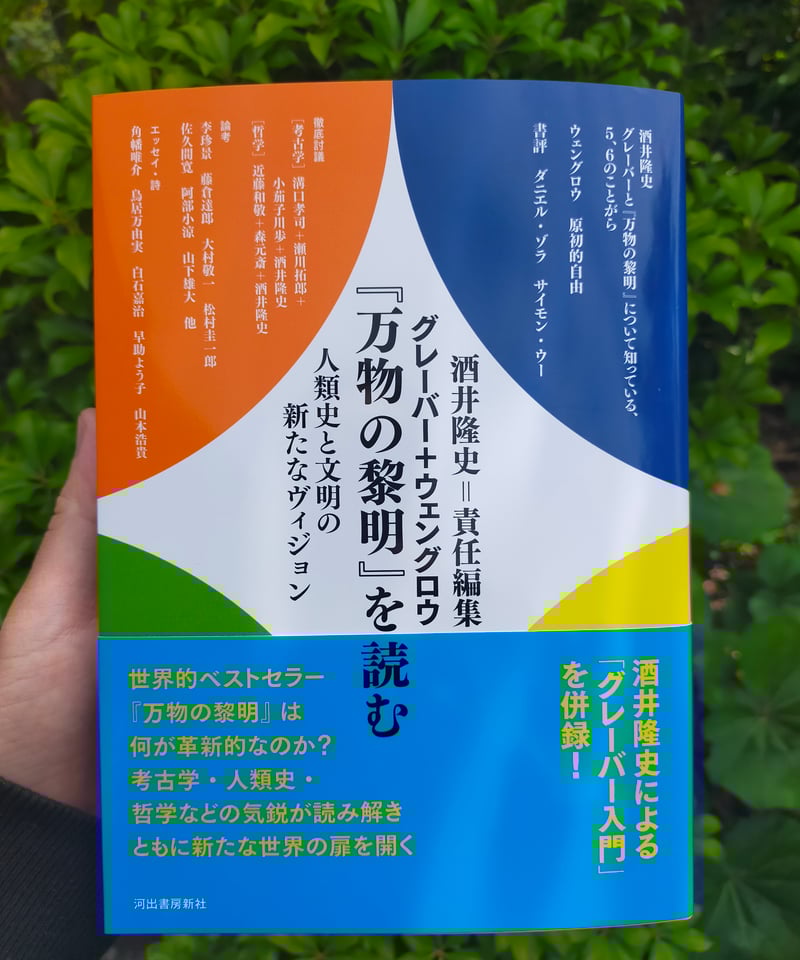 酒井隆史
グレーバーと『万物の黎明』について知っている、
5、6のことがら
ウェングロウ 原初的自由
書評 ダニエル・ゾラ サイモン・ウー
徹底討議
[考古学] 溝口孝司+瀬川拓郎+
小茄子川歩+酒井隆史
[哲学] 近藤和敬+森元斎+酒井隆史
論考
李珍景 藤倉達郎 大村敬一 松村圭一郎
佐久間寛 阿部小涼 山下雄大 他
エッセイ・詩
角幡唯介 鳥居万由実 白石嘉治 早助よう子 山本浩貴
酒井隆史=責任編集
グレーバー+ウェングロウ
『万物の黎明』を読む
人類史と文明の
新たなヴィジョン
酒井隆史による
「グレーバー入門」
を併録!
世界的ベストセラー
『万物の黎明』は
何が革新的なのか?
考古学・人類史・
哲学などの気鋭が読み解き
ともに新たな世界の扉を開く
河出書房新社